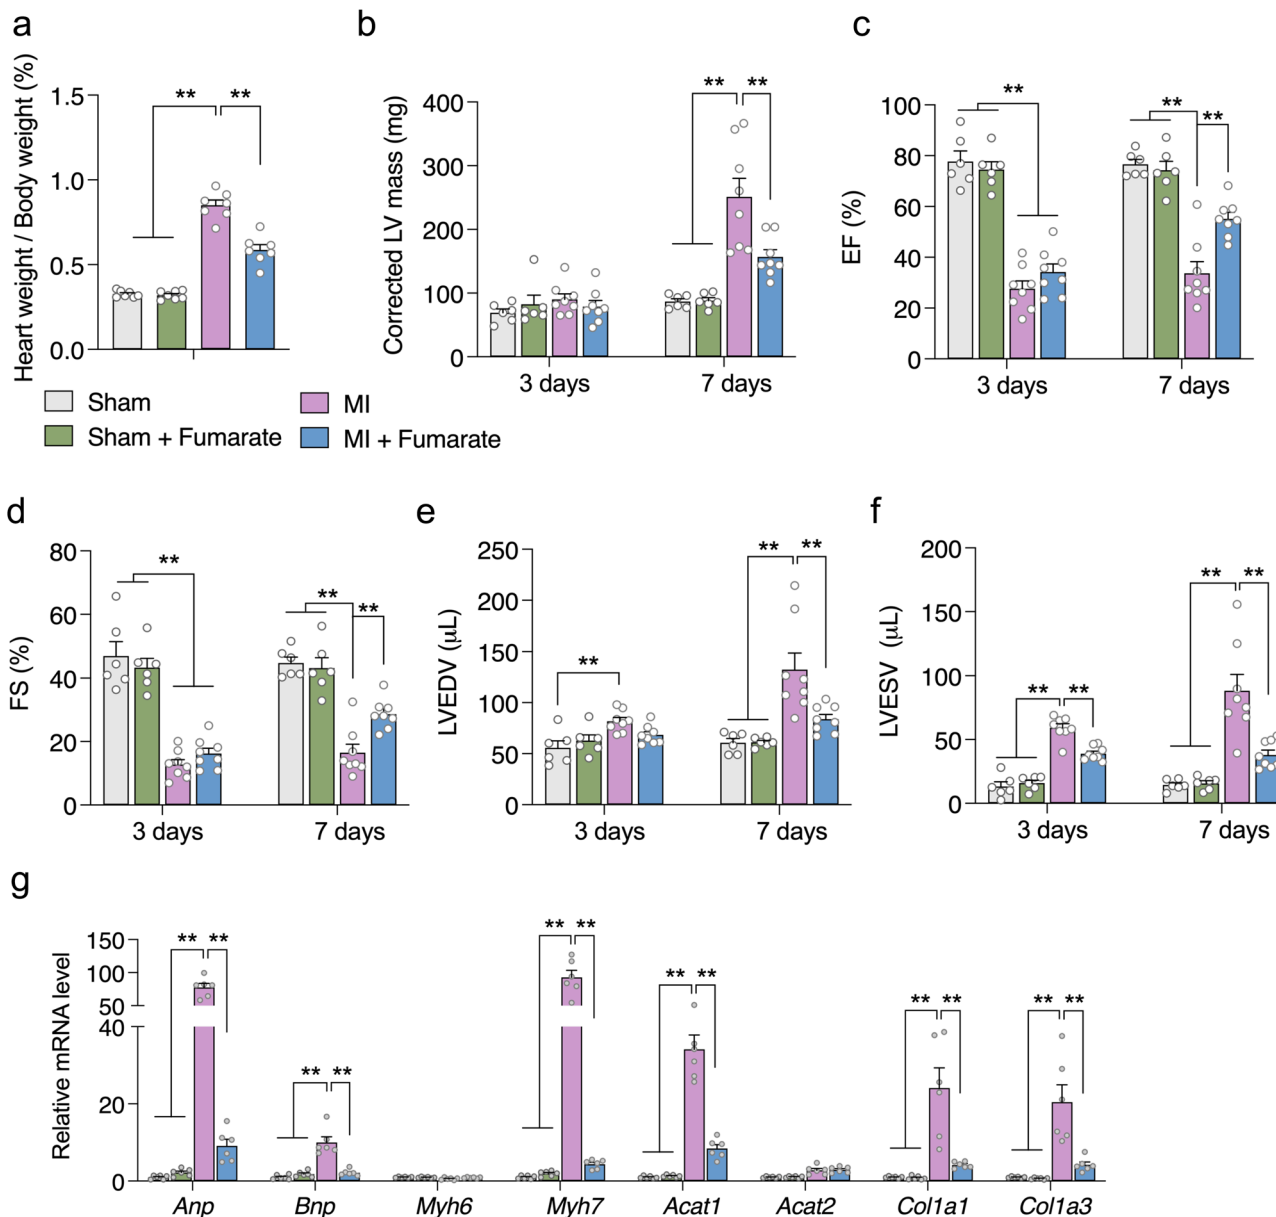 a
Heart weight / Body weight (%)
1.5
1.0
0.5
0.0
** **
b
Corrected LV mass (mg)
400
300
200
100
0
** **
3 days 7 days
c
EF (%)
100
80
60
40
20
0
** ** **
3 days 7 days
Sham MI
Sham + Fumarate MI + Fumarate
d
FS (%)
80
60
40
20
0
** ** **
3 days 7 days
e
LVEDV (μL)
250
200
150
100
50
0
** ** **
3 days 7 days
f
LVESV (μL)
200
150
100
50
0
** ** ** **
3 days 7 days
g
Relative mRNA level
150
100
50
40
20
0
** ** ** ** ** ** ** ** ** ** ** **
Anp Bnp Myh6 Myh7 Acat1 Acat2 Col1a1 Col1a3